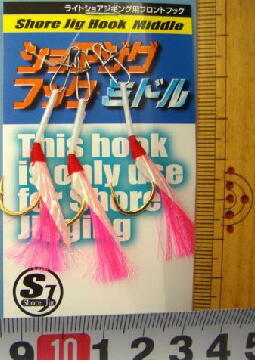 ライトショアジギング用フロントフック
Shore Jig Hook Middle
ショアジグ
フック ミドル
This hook
is only use
for shore
jigging
S7
Shore Jig
9 10 1 2 3 4 5